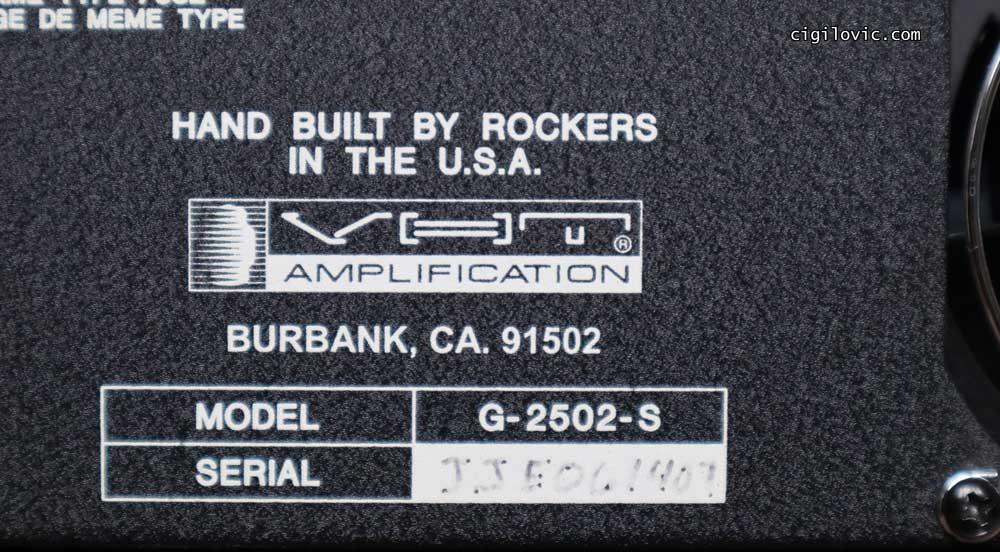 cigilovic.com
GE DE MEME TYPE
HAND BUILT BY ROCKERS
IN THE U.S.A.
VHT ®
AMPLIFICATION
BURBANK, CA. 91502
MODEL G-2502-S
SERIAL